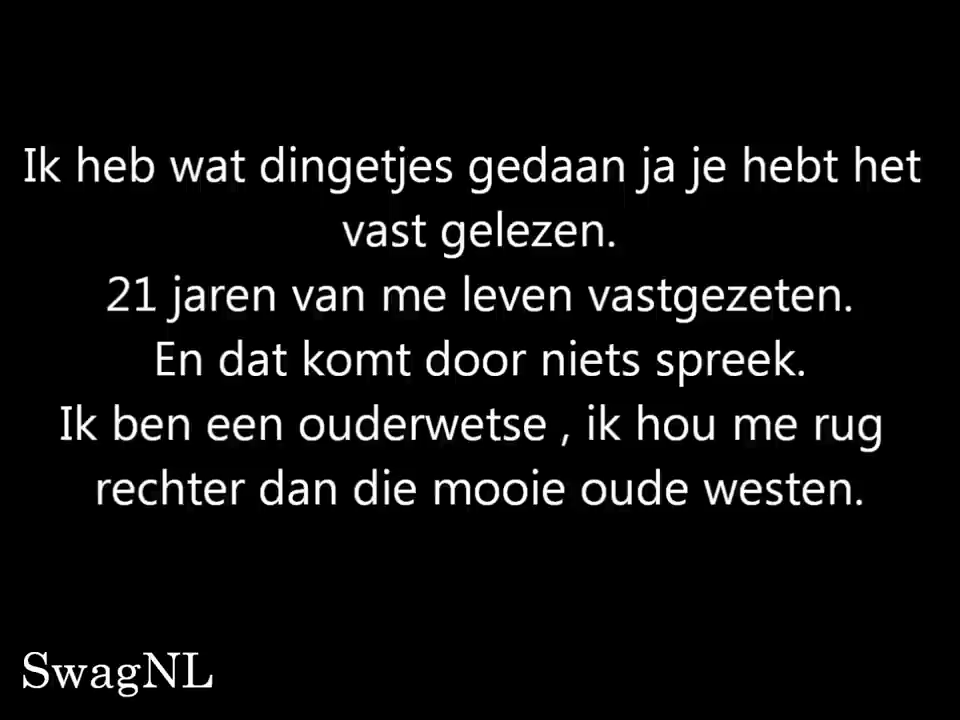 Ik heb wat dingetjes gedaan ja je hebt het
vast gelezen.
21 jaren van me leven vastgezeten.
En dat komt door niets spreek.
Ik ben een ouderwetse , ik hou me rug
rechter dan die mooie oude westen.
SwagNL